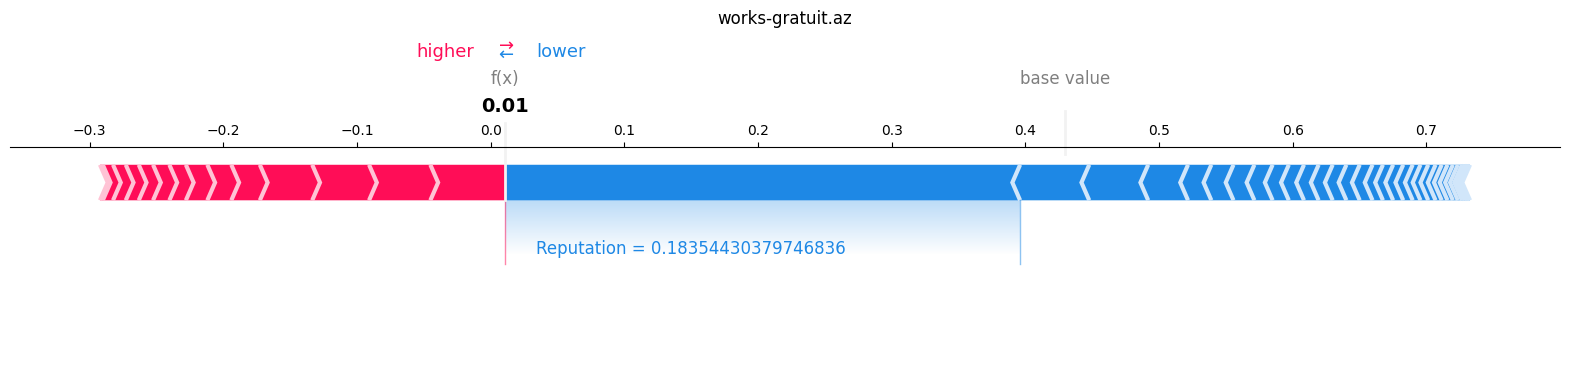 works-gratuit.az
higher ⇄ lower
f(x) base value
0.01
−0.3 −0.2 −0.1 0.0 0.1 0.2 0.3 0.4 0.5 0.6 0.7
Reputation = 0.18354430379746836